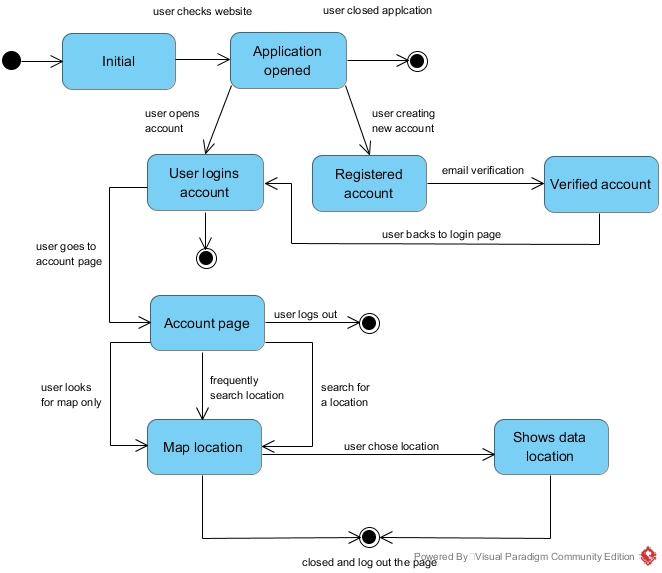 user checks website
user closed applcation
Initial
Application
opened
user opens
account
user creating
new account
User logins
account
Registered
account
email verification
Verified account
user backs to login page
user goes to
account page
Account page
user logs out
user looks
for map only
frequently
search location
search for
a location
Map location
user chose location
Shows data
location
closed and log out the page
Powered By Visual Paradigm Community Edition